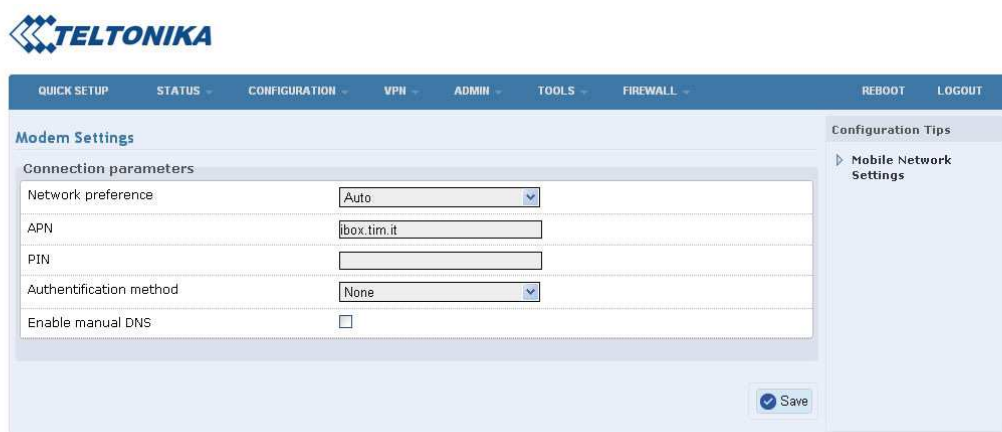 TELTONIKA
QUICK SETUP STATUS CONFIGURATION VPN ADMIN TOOLS FIREWALL REBOOT LOGOUT
Modem Settings
Connection parameters
Network preference Auto
APN ibox.tim.it
PIN
Authentification method None
Enable manual DNS
Save
Configuration Tips
Mobile Network
Settings